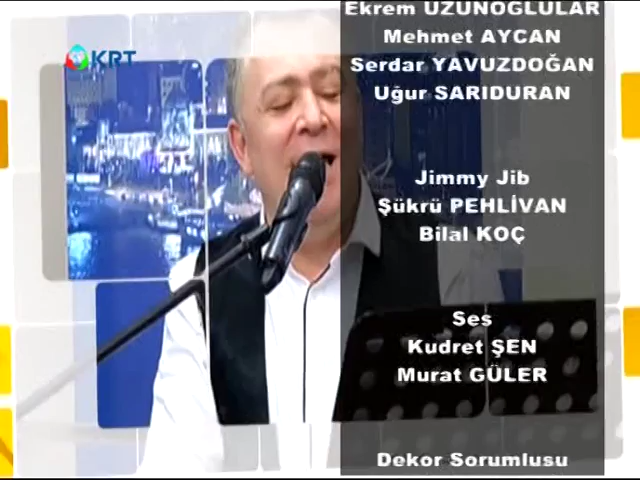 KRT
Ekrem UZUNOĞLULAR
Mehmet AYCAN
Serdar YAVUZDOĞAN
Uğur SARIDURAN
Jimmy Jib
Şükrü PEHLİVAN
Bilal KOÇ
Ses
Kudret ŞEN
Murat GÜLER
Dekor Sorumlusu